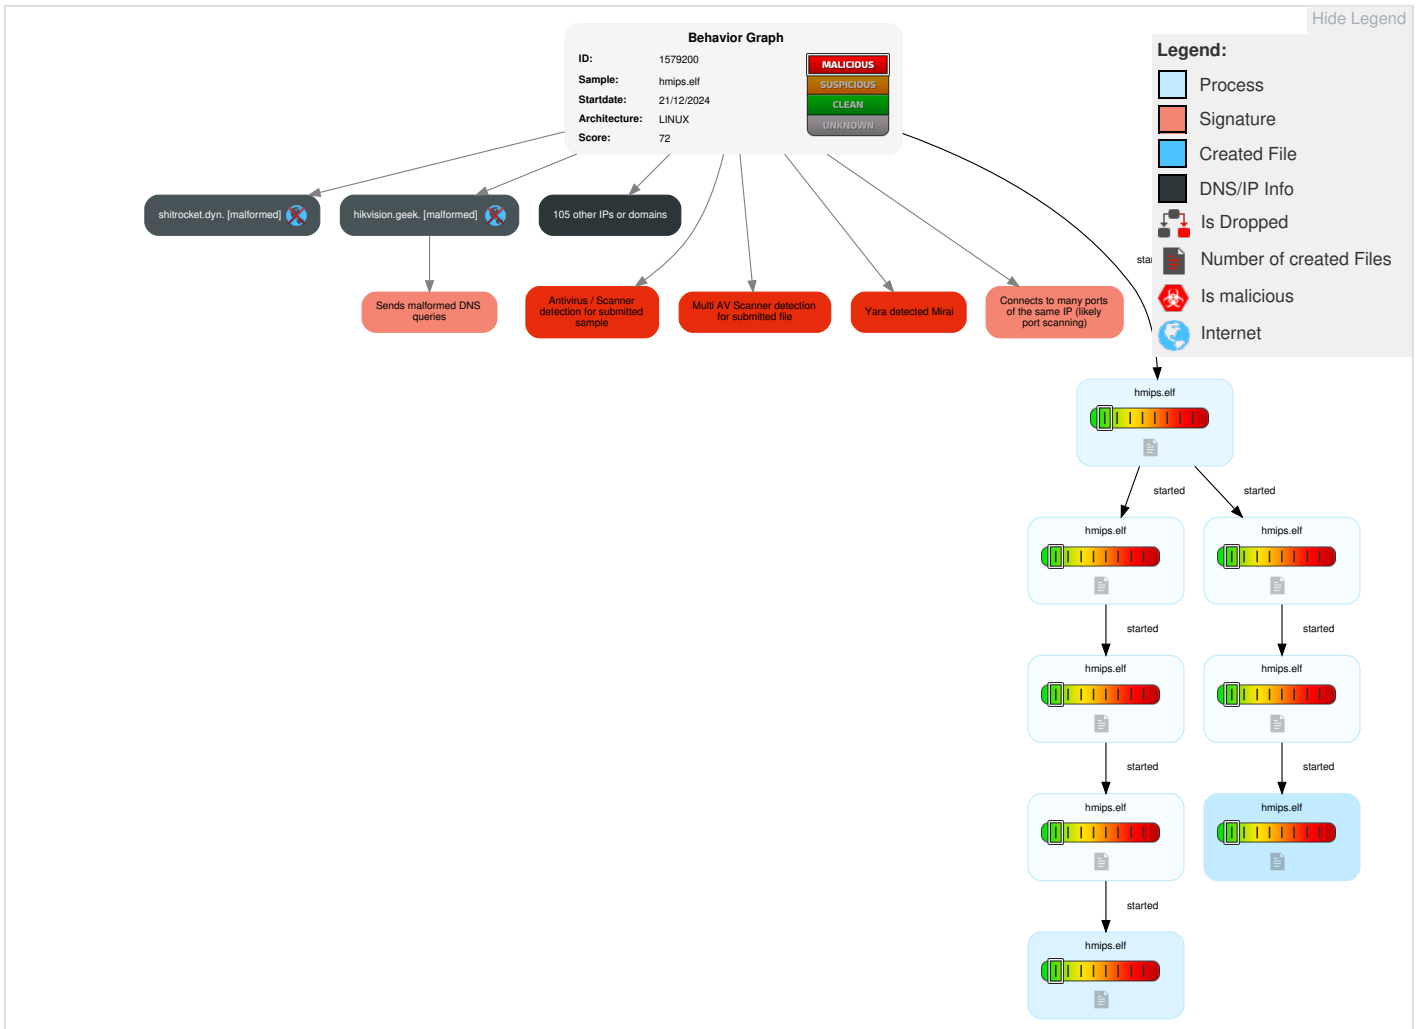 Hide Legend
Behavior Graph
ID: 1579200
Sample: hmips.elf
Startdate: 21/12/2024
Architecture: LINUX
Score: 72
MALICIOUS
SUSPICIOUS
CLEAN
UNKNOWN
Legend:
Process
Signature
Created File
DNS/IP Info
Is Dropped
Number of created Files
Is malicious
Internet
shitrocket.dyn. [malformed]
hikvision.geek. [malformed]
105 other IPs or domains
Sends malformed DNS
queries
Antivirus / Scanner
detection for submitted
sample
Multi AV Scanner detection
for submitted file
Yara detected Mirai
Connects to many ports
of the same IP (likely
port scanning)
hmips.elf
started
started
hmips.elf
hmips.elf
started
started
hmips.elf
hmips.elf
started
started
hmips.elf
hmips.elf
started
hmips.elf